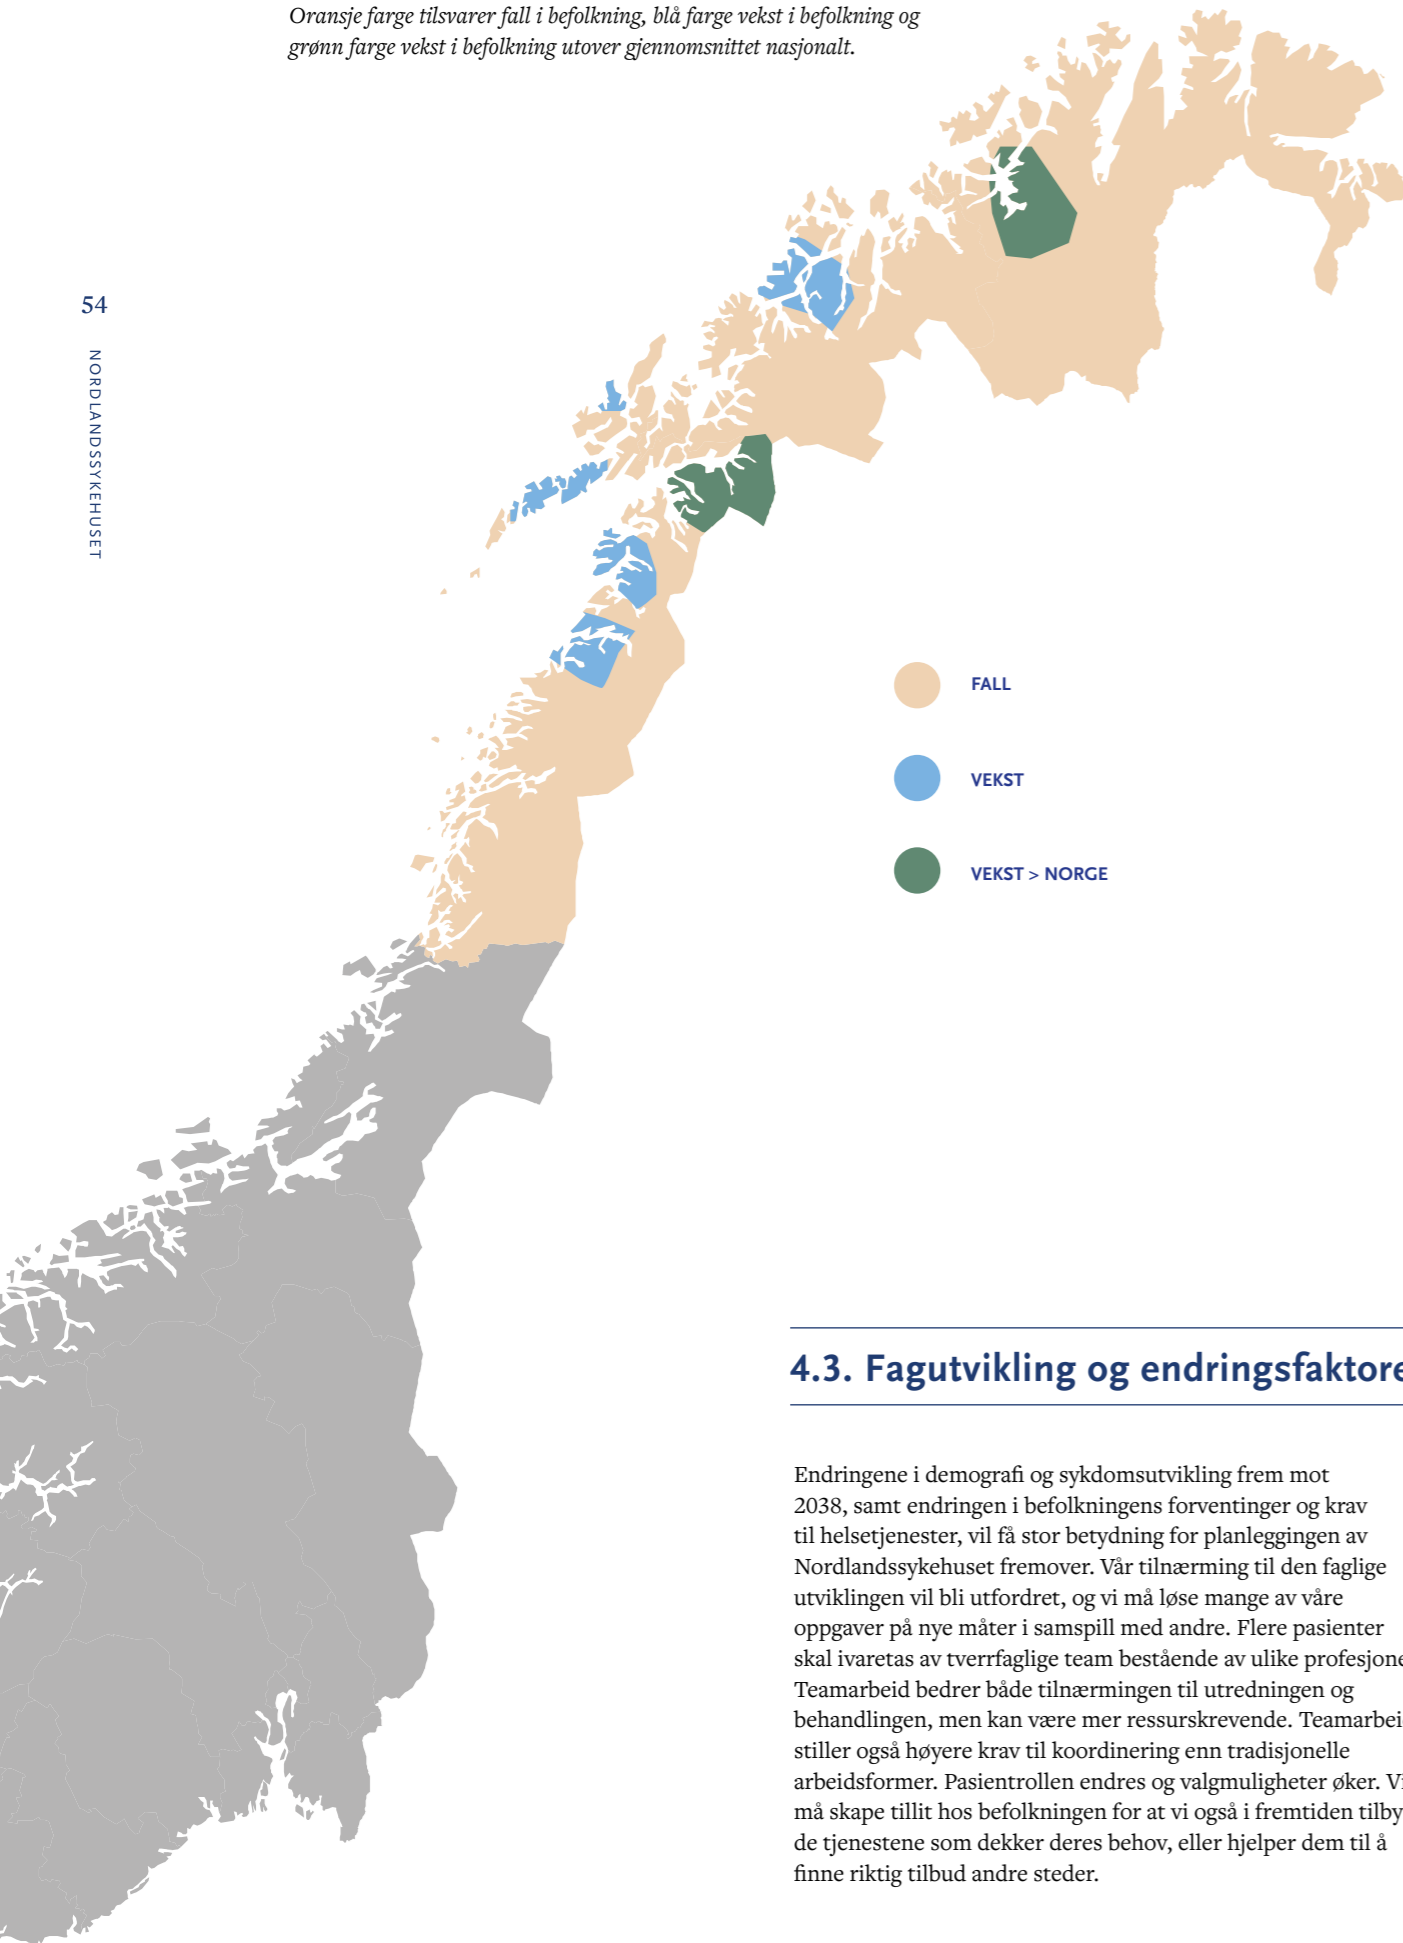 Oransje farge tilsvarer fall i befolkning, blå farge vekst i befolkning og
grønn farge vekst i befolkning utover gjennomsnittet nasjonalt.
54
NORDLANDSSYKEHUSET
FALL
VEKST
VEKST > NORGE
4.3. Fagutvikling og endringsfaktore
Endringene i demografi og sykdomsutvikling frem mot
2038, samt endringen i befolkningens forventinger og krav
til helsetjenester, vil få stor betydning for planleggingen av
Nordlandssykehuset fremover. Vår tilnærming til den faglige
utviklingen vil bli utfordret, og vi må løse mange av våre
oppgaver på nye måter i samspill med andre. Flere pasienter
skal ivaretas av tverrfaglige team bestående av ulike profesjone
Teamarbeid bedrer både tilnærmingen til utredningen og
behandlingen, men kan være mer ressurskrevende. Teamarbei
stiller også høyere krav til koordinering enn tradisjonelle
arbeidsformer. Pasientrollen endres og valgmuligheter øker. Vi
må skape tillit hos befolkningen for at vi også i fremtiden tilby
de tjenestene som dekker deres behov, eller hjelper dem til å
finne riktig tilbud andre steder.